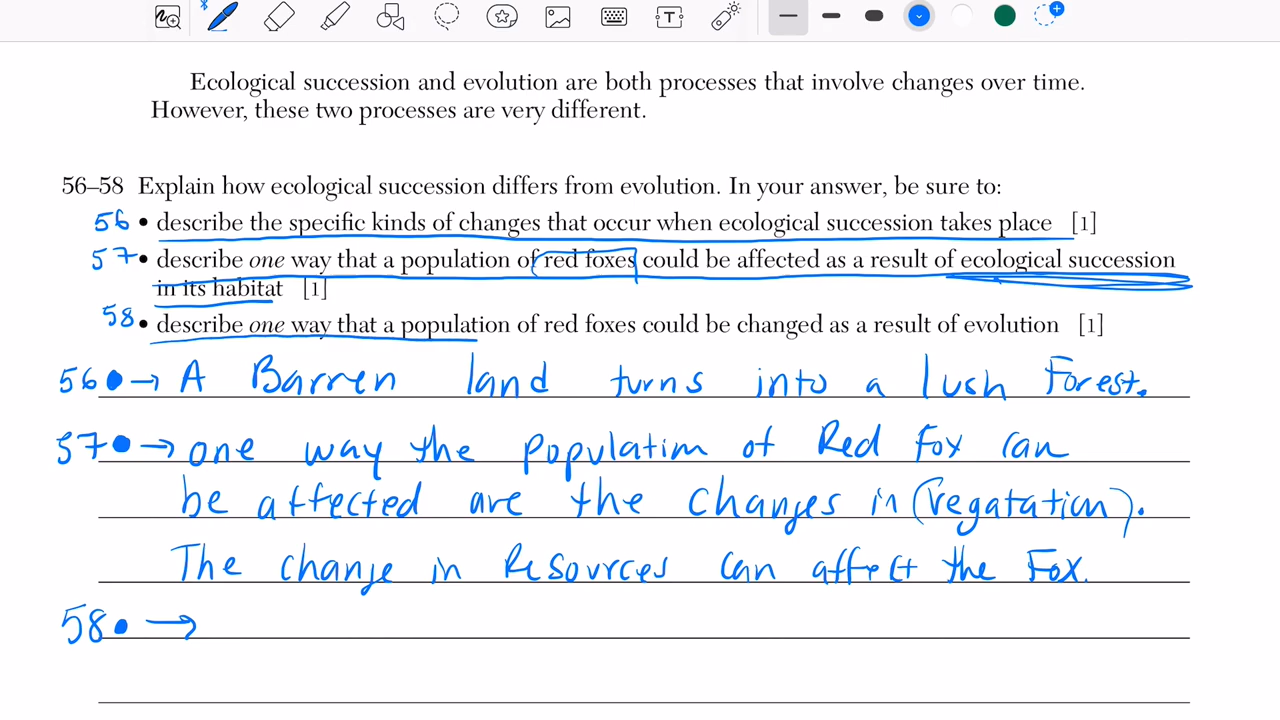 Ecological succession and evolution are both processes that involve changes over time.
However, these two processes are very different.
56–58 Explain how ecological succession differs from evolution. In your answer, be sure to:
56 • describe the specific kinds of changes that occur when ecological succession takes place [1]
57 • describe one way that a population of red foxes could be affected as a result of ecological succession
in its habitat [1]
58 • describe one way that a population of red foxes could be changed as a result of evolution [1]
56 • → A Barren land turns into a lush Forest.
57 • → one way the population of Red Fox can
be affected are the changes in (vegatation).
The change in Resources can affect the Fox.
58 • →